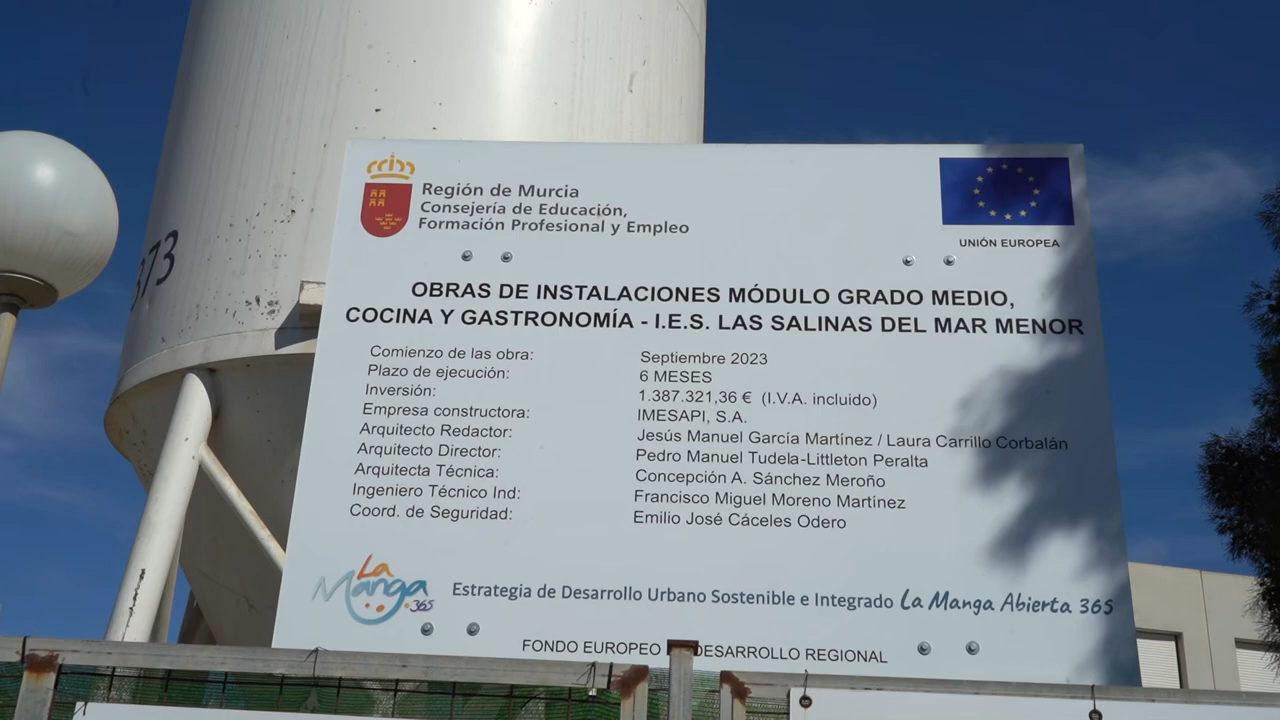 373
Región de Murcia
Consejería de Educación,
Formación Profesional y Empleo
UNIÓN EUROPEA
OBRAS DE INSTALACIONES MÓDULO GRADO MEDIO,
COCINA Y GASTRONOMÍA - I.E.S. LAS SALINAS DEL MAR MENOR
Comienzo de las obra: Septiembre 2023
Plazo de ejecución: 6 MESES
Inversión: 1.387.321,36 € (I.V.A. incluido)
Empresa constructora: IMESAPI, S.A.
Arquitecto Redactor: Jesús Manuel García Martínez / Laura Carrillo Corbalán
Arquitecto Director: Pedro Manuel Tudela-Littleton Peralta
Arquitecta Técnica: Concepción A. Sánchez Meroño
Ingeniero Técnico Ind: Francisco Miguel Moreno Martínez
Coord. de Seguridad: Emilio José Cáceles Odero
La
Manga
.365
Estrategia de Desarrollo Urbano Sostenible e Integrado La Manga Abierta 365
FONDO EUROPEO DESARROLLO REGIONAL